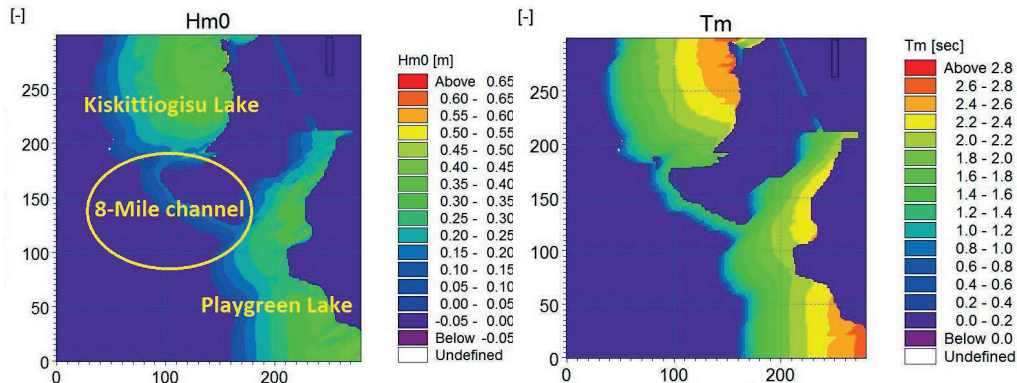 [-]
Hm0
250
200
150
100
50
0
0
100
200
Kiskittiogisu Lake
8-Mile channel
Playgreen Lake
Hm0 [m]
Above 0.65
0.60 - 0.65
0.55 - 0.60
0.50 - 0.55
0.45 - 0.50
0.40 - 0.45
0.35 - 0.40
0.30 - 0.35
0.25 - 0.30
0.20 - 0.25
0.15 - 0.20
0.10 - 0.15
0.05 - 0.10
0.00 - 0.05
-0.05 - 0.00
Below -0.05
Undefined
[-]
Tm
250
200
150
100
50
0
0
100
200
Tm [sec]
Above 2.8
2.6 - 2.8
2.4 - 2.6
2.2 - 2.4
2.0 - 2.2
1.8 - 2.0
1.6 - 1.8
1.4 - 1.6
1.2 - 1.4
1.0 - 1.2
0.8 - 1.0
0.6 - 0.8
0.4 - 0.6
0.2 - 0.4
0.0 - 0.2
Below 0.0
Undefined